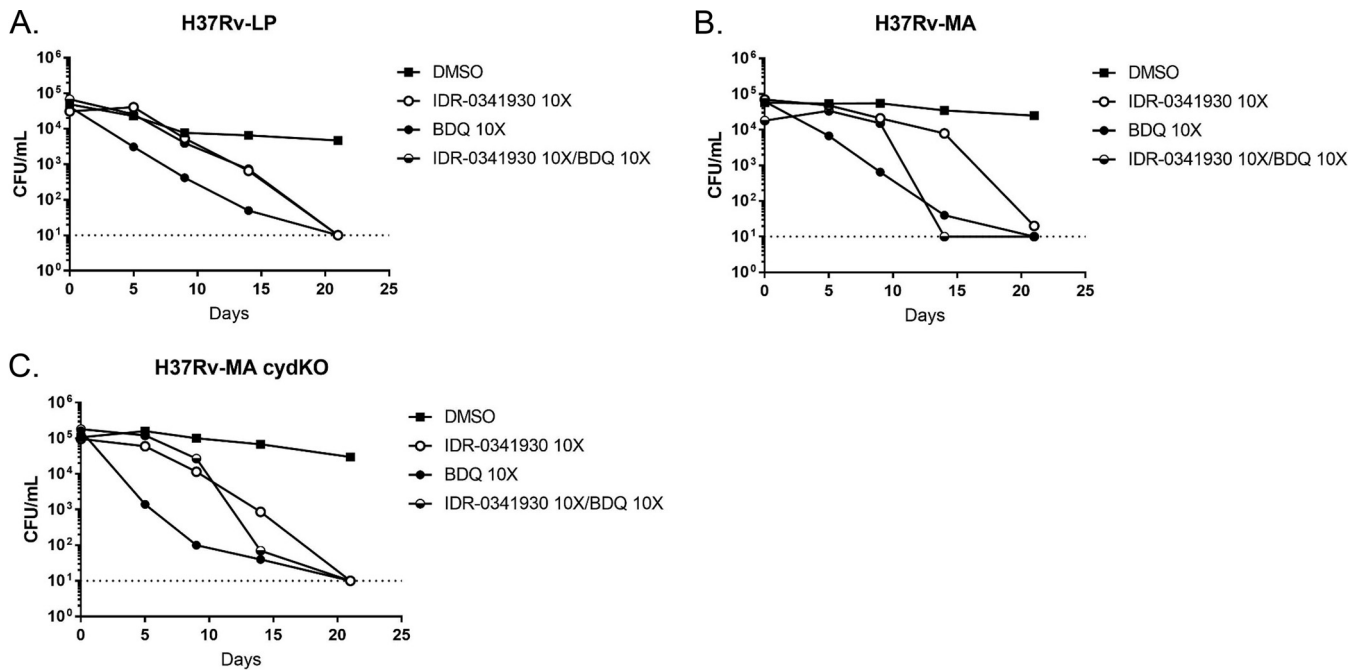 A.
H37Rv-LP
CFU/mL
10⁶
10⁵
10⁴
10³
10²
10¹
10⁰
0 5 10 15 20 25
Days
DMSO
IDR-0341930 10X
BDQ 10X
IDR-0341930 10X/BDQ 10X
B.
H37Rv-MA
CFU/mL
10⁶
10⁵
10⁴
10³
10²
10¹
10⁰
0 5 10 15 20 25
Days
DMSO
IDR-0341930 10X
BDQ 10X
IDR-0341930 10X/BDQ 10X
C.
H37Rv-MA cydKO
CFU/mL
10⁶
10⁵
10⁴
10³
10²
10¹
10⁰
0 5 10 15 20 25
Days
DMSO
IDR-0341930 10X
BDQ 10X
IDR-0341930 10X/BDQ 10X